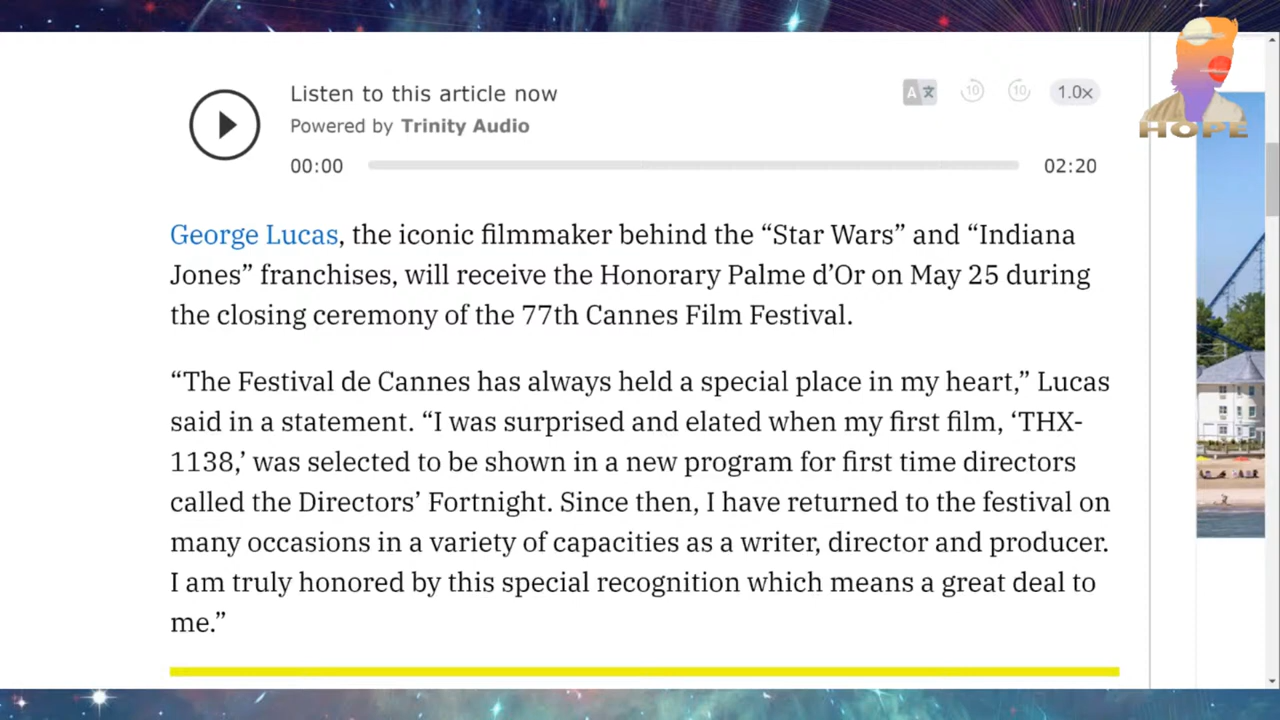 Listen to this article now
Powered by Trinity Audio
00:00
02:20
A 文
10
10
1.0x
HOPE
George Lucas, the iconic filmmaker behind the “Star Wars” and “Indiana
Jones” franchises, will receive the Honorary Palme d’Or on May 25 during
the closing ceremony of the 77th Cannes Film Festival.
“The Festival de Cannes has always held a special place in my heart,” Lucas
said in a statement. “I was surprised and elated when my first film, ‘THX-
1138,’ was selected to be shown in a new program for first time directors
called the Directors’ Fortnight. Since then, I have returned to the festival on
many occasions in a variety of capacities as a writer, director and producer.
I am truly honored by this special recognition which means a great deal to
me.”